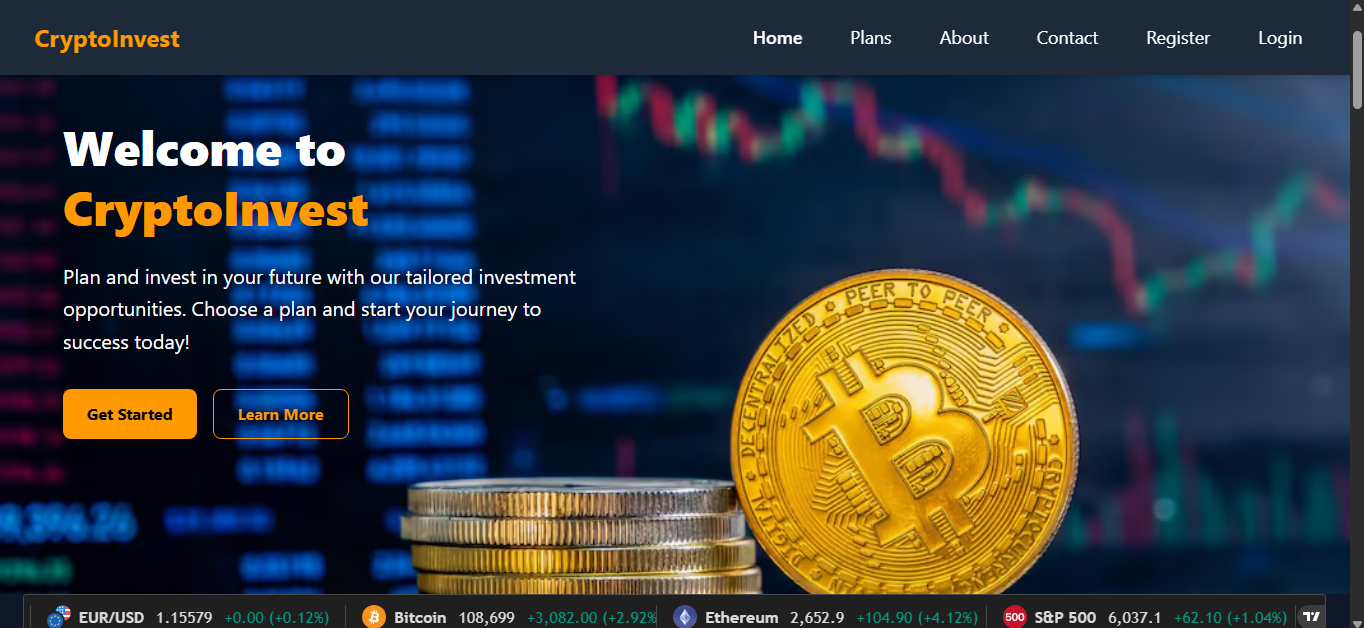 CryptoInvest
Home Plans About Contact Register Login
Welcome to
CryptoInvest
Plan and invest in your future with our tailored investment
opportunities. Choose a plan and start your journey to
success today!
Get Started Learn More
PEER TO PEER
DECENTRALIZED
DIGITAL
CRYPTOCURRENCY
EUR/USD 1.15579 +0.00 (+0.12%) Bitcoin 108,699 +3,082.00 (+2.92% Ethereum 2,652.9 +104.90 (+4.12%) 500 S&P 500 6,037.1 +62.10 (+1.04%)